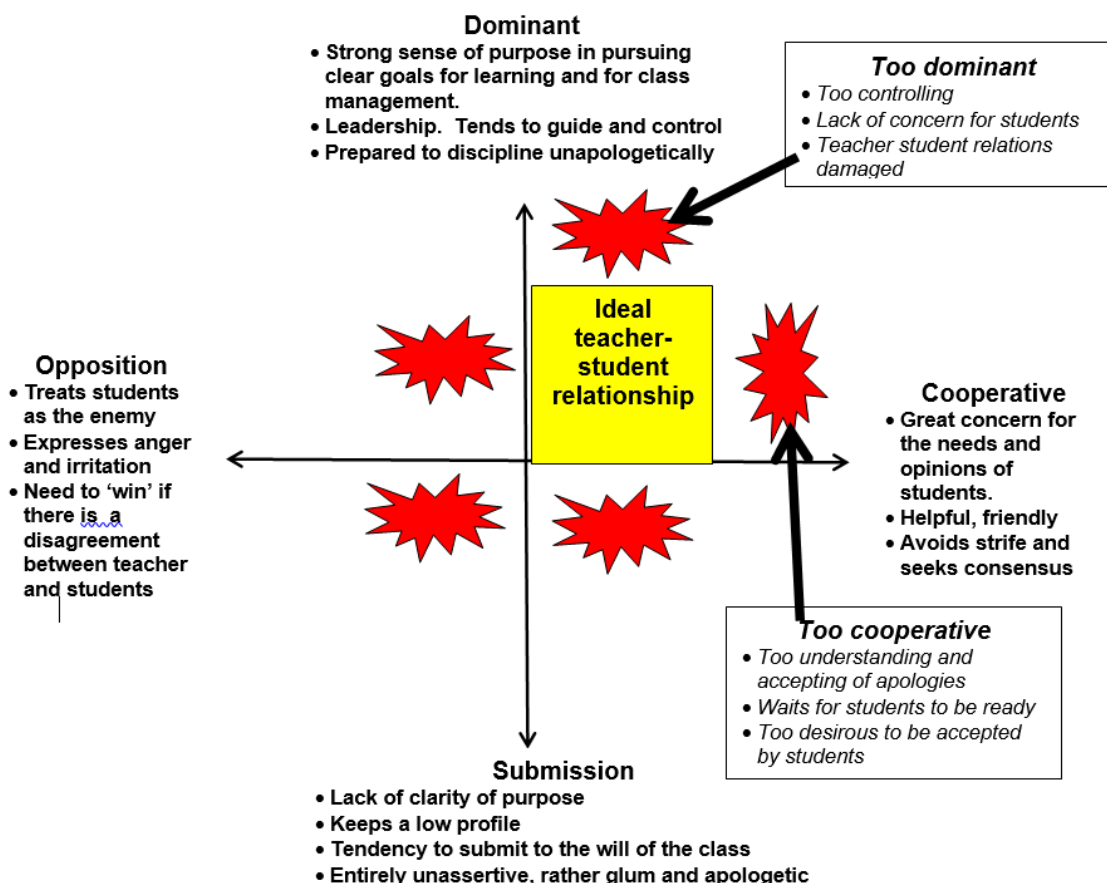 Dominant
• Strong sense of purpose in pursuing
clear goals for learning and for class
management.
• Leadership. Tends to guide and control
• Prepared to discipline unapologetically
Too dominant
• Too controlling
• Lack of concern for students
• Teacher student relations
damaged
Ideal
teacher-
student
relationship
Opposition
• Treats students
as the enemy
• Expresses anger
and irritation
• Need to ‘win’ if
there is a
disagreement
between teacher
and students
Cooperative
• Great concern for
the needs and
opinions of
students.
• Helpful, friendly
• Avoids strife and
seeks consensus
Too cooperative
• Too understanding and
accepting of apologies
• Waits for students to be ready
• Too desirous to be accepted
by students
Submission
• Lack of clarity of purpose
• Keeps a low profile
• Tendency to submit to the will of the class
• Entirely unassertive, rather glum and apologetic